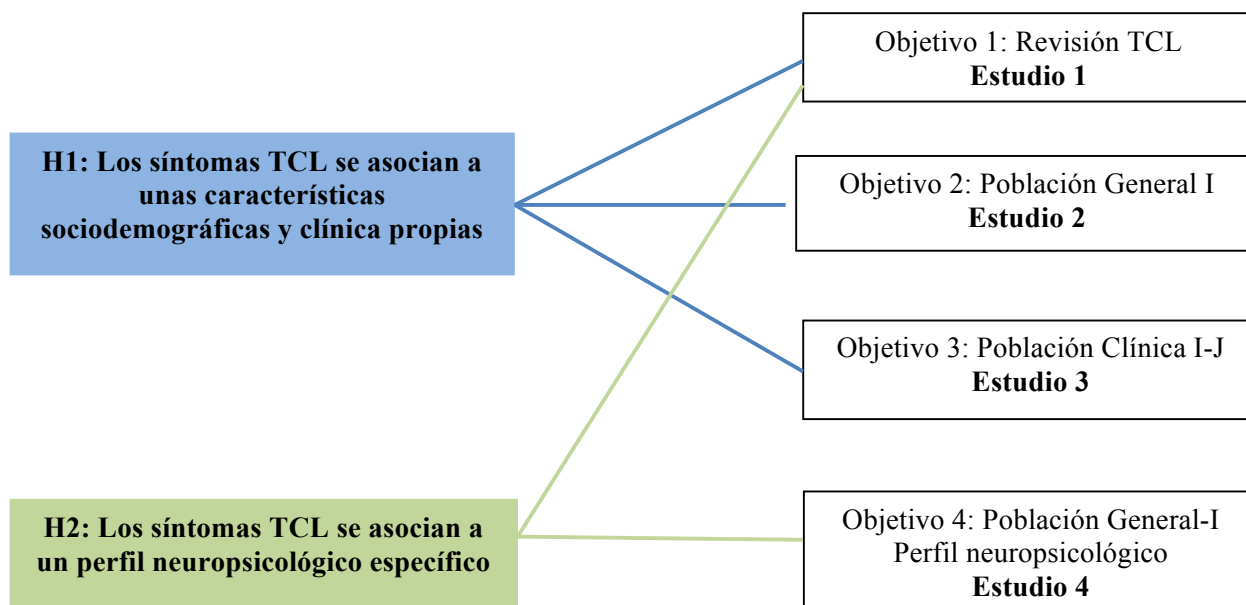 Objetivo 1: Revisión TCL
Estudio 1
H1: Los síntomas TCL se asocian a
unas características
sociodemográficas y clínica propias
Objetivo 2: Población General I
Estudio 2
Objetivo 3: Población Clínica I-J
Estudio 3
H2: Los síntomas TCL se asocian a
un perfil neuropsicológico específico
Objetivo 4: Población General-I
Perfil neuropsicológico
Estudio 4